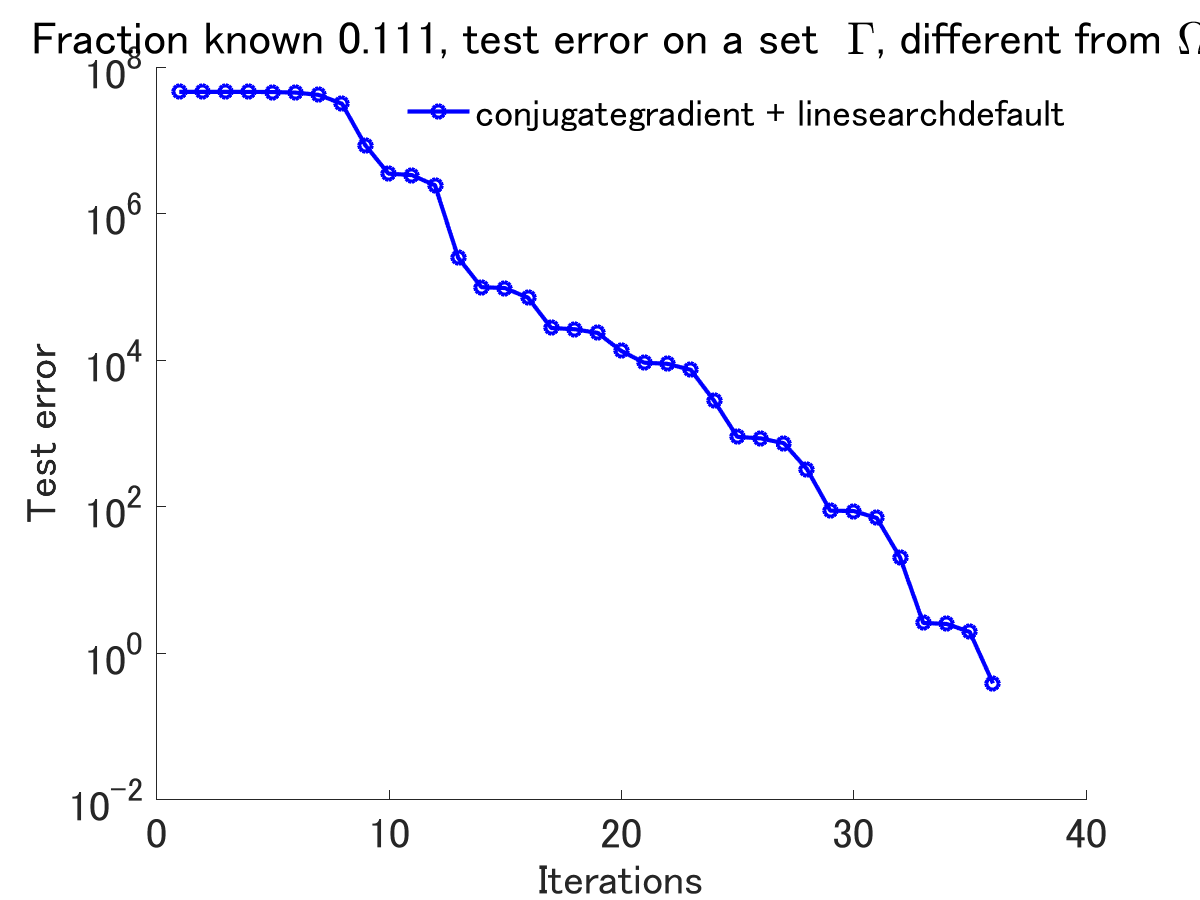 Fraction known 0.111, test error on a set Γ, different from Ω
10^8
conjugategradient + linesearchdefault
10^6
10^4
Test error
10^2
10^0
10^-2
0 10 20 30 40
Iterations